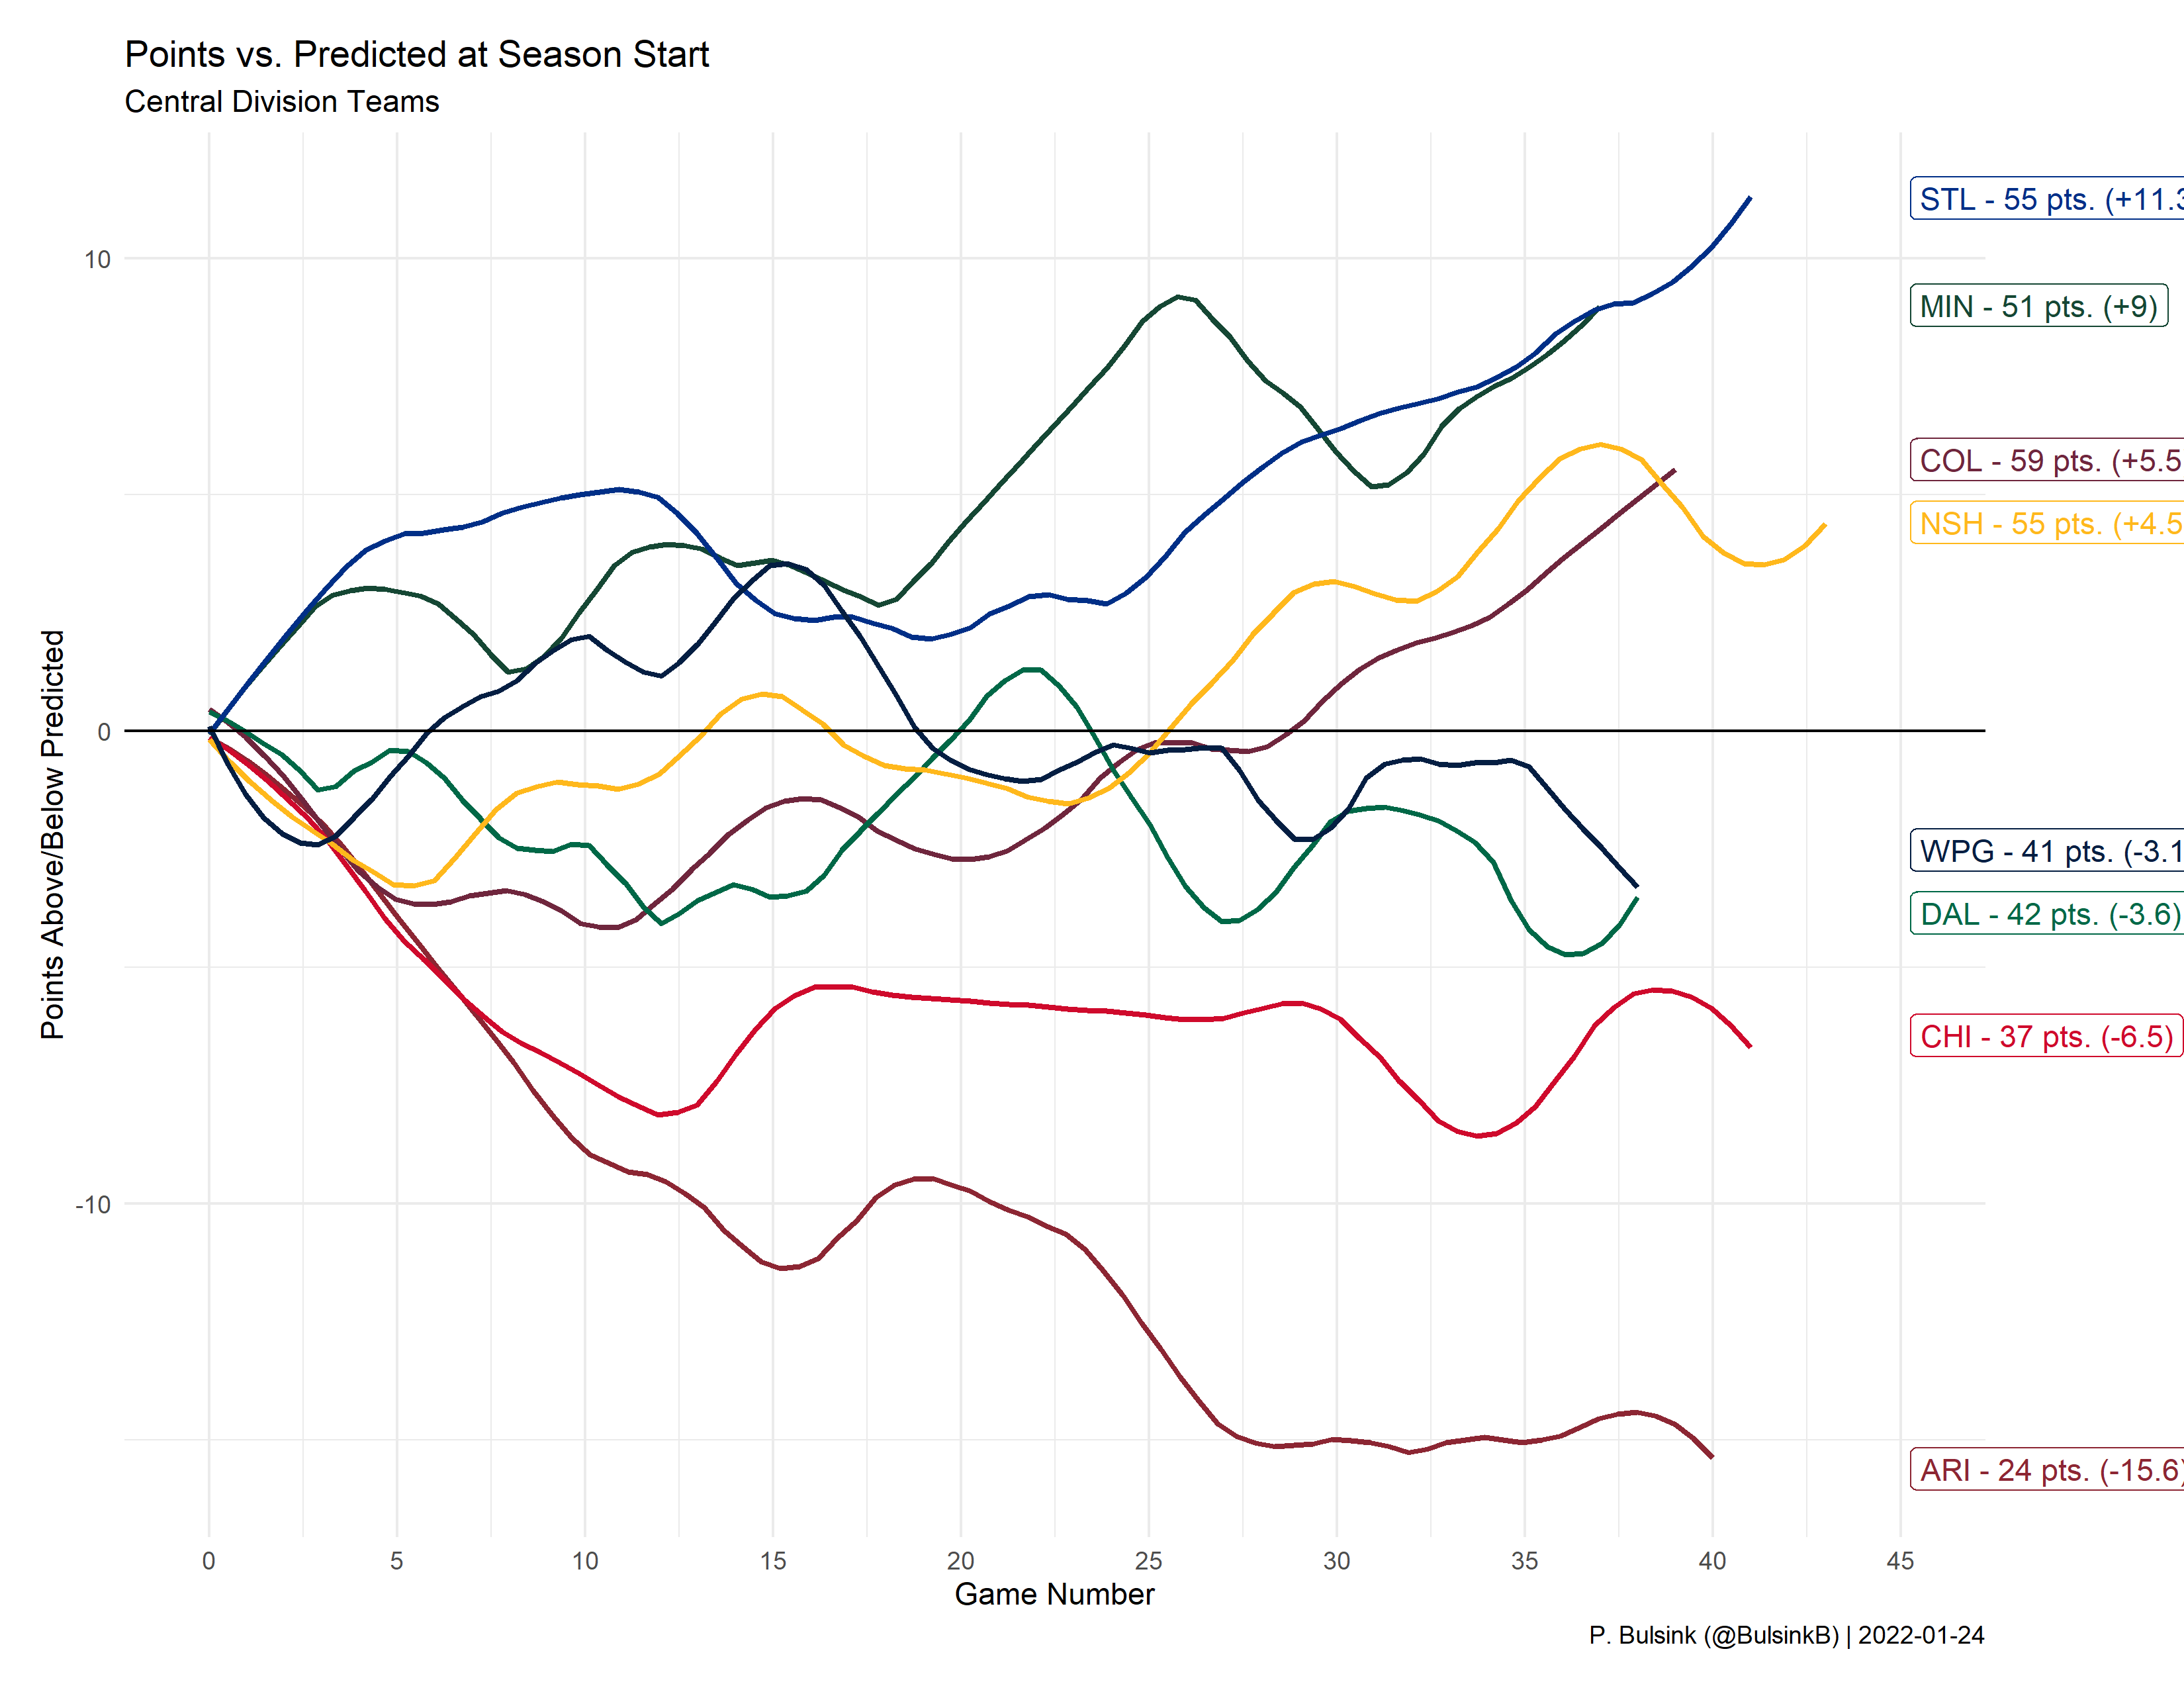 Points vs. Predicted at Season Start
Central Division Teams
Points Above/Below Predicted
10
0
-10
STL - 55 pts. (+11.3
MIN - 51 pts. (+9)
COL - 59 pts. (+5.5
NSH - 55 pts. (+4.5
WPG - 41 pts. (-3.1
DAL - 42 pts. (-3.6)
CHI - 37 pts. (-6.5)
ARI - 24 pts. (-15.6)
0 5 10 15 20 25 30 35 40 45
Game Number
P. Bulsink (@BulsinkB) | 2022-01-24